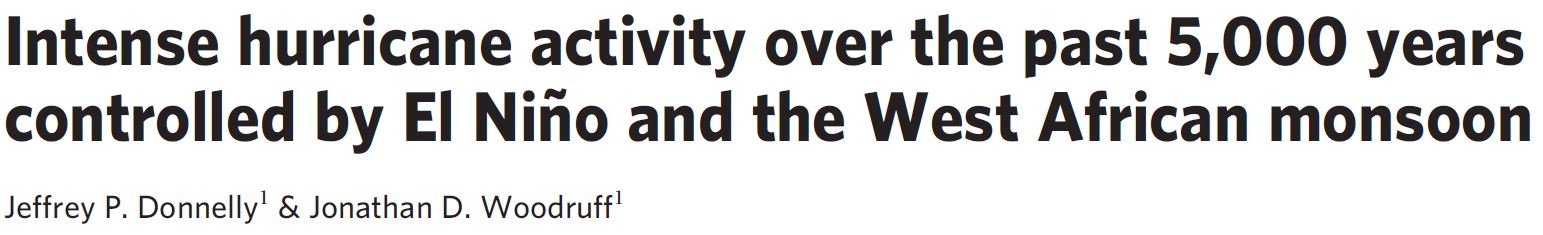 Intense hurricane activity over the past 5,000 years
controlled by El Niño and the West African monsoon
Jeffrey P. Donnelly¹ & Jonathan D. Woodruff¹